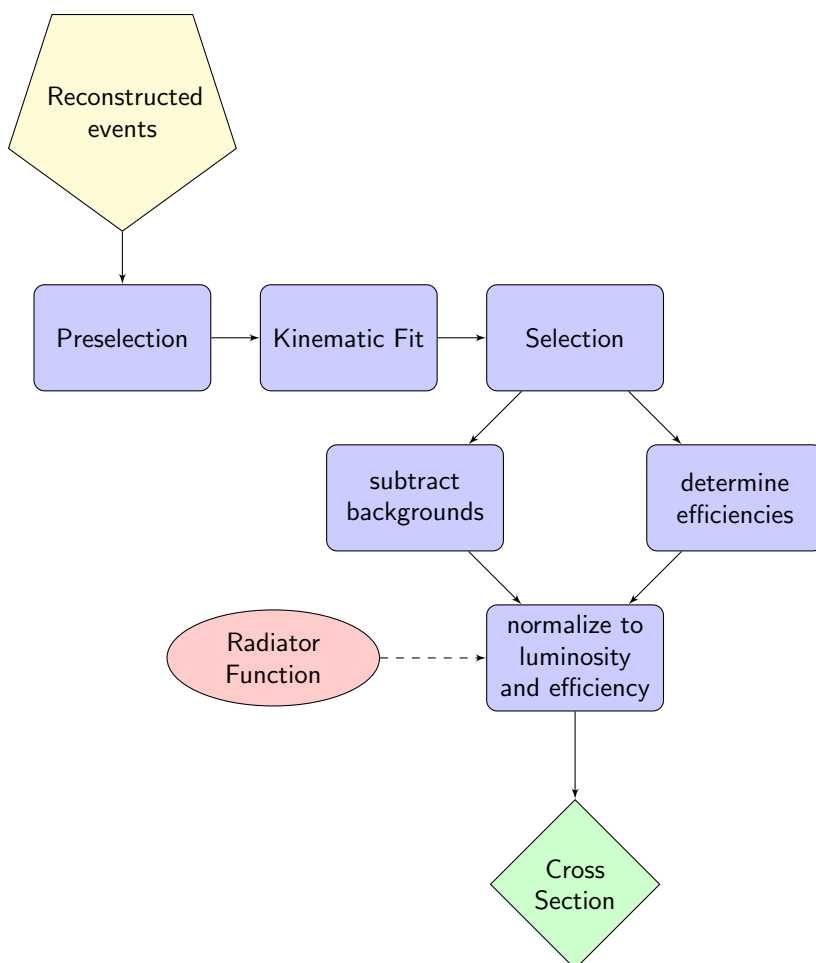 Reconstructed
events
Preselection
Kinematic Fit
Selection
subtract
backgrounds
determine
efficiencies
Radiator
Function
normalize to
luminosity
and efficiency
Cross
Section